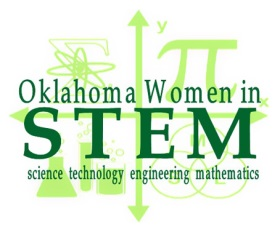 y
π
x
Oklahoma Women in
STEM
science technology engineering mathematics
M